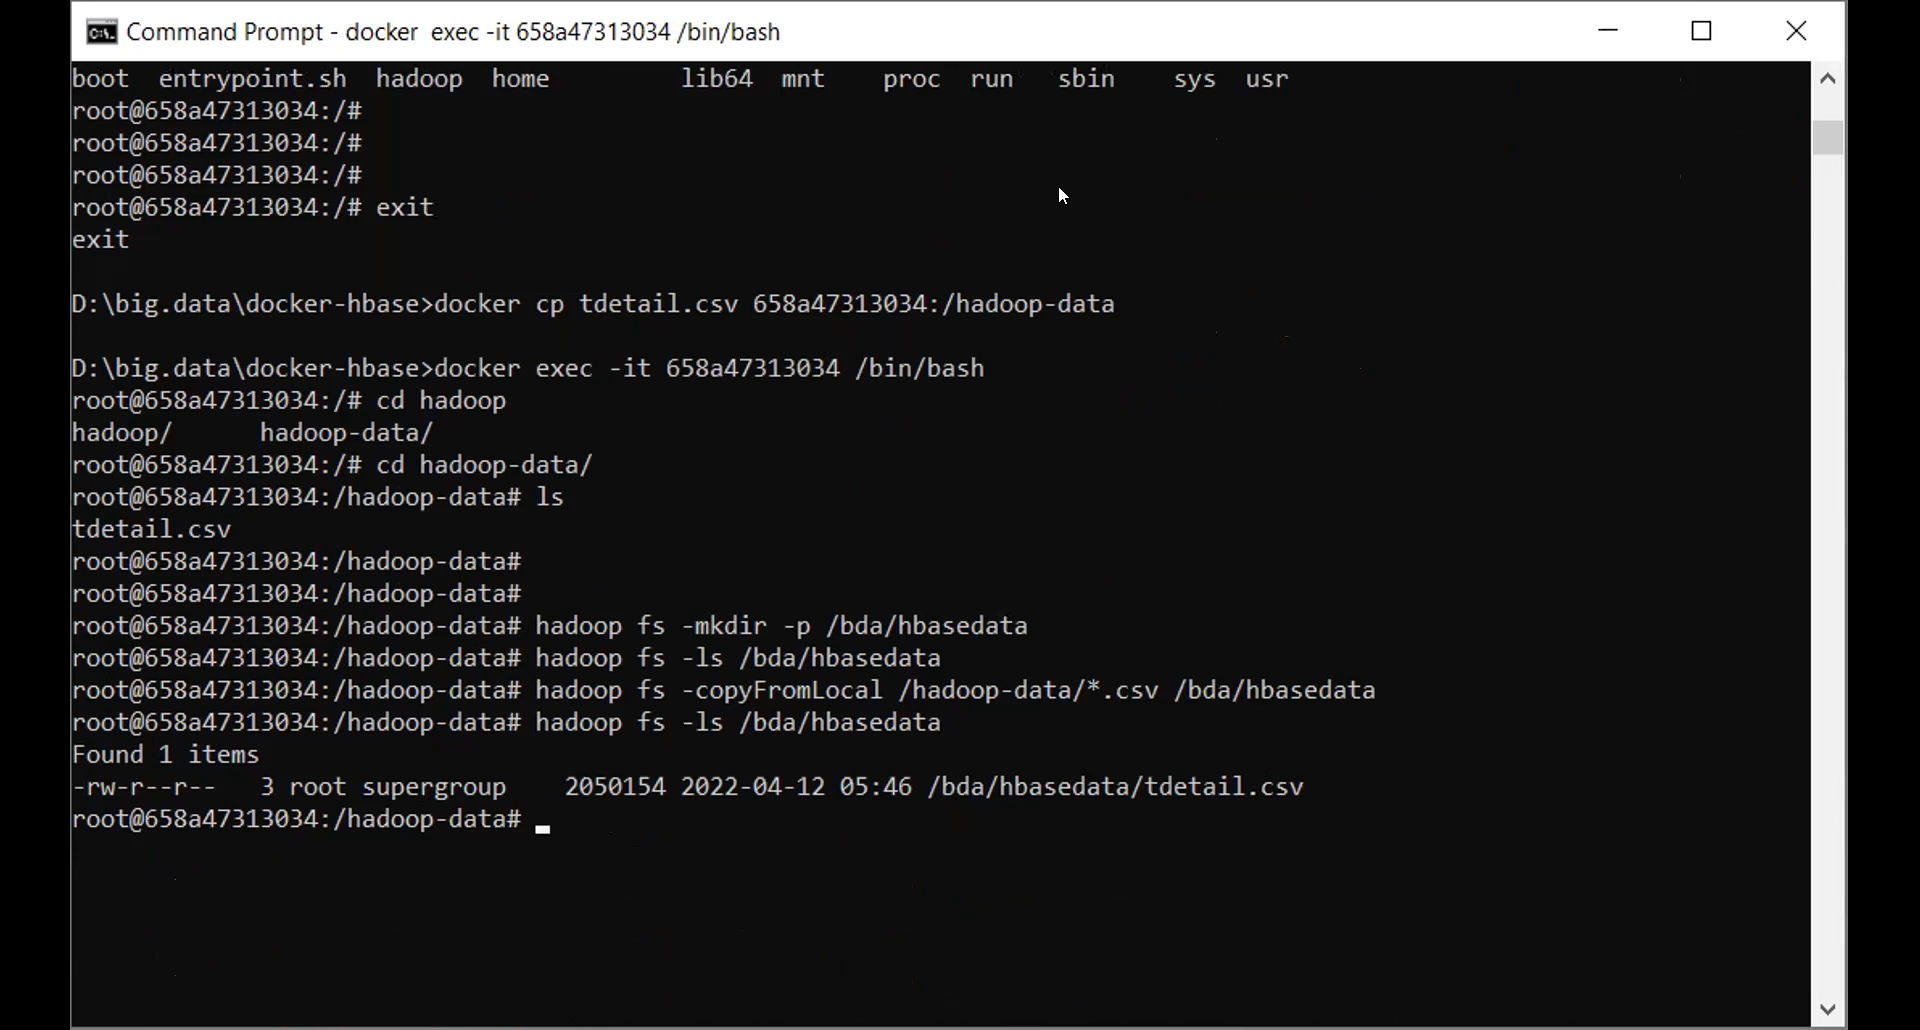 Command Prompt - docker  exec -it 658a47313034 /bin/bash
boot  entrypoint.sh  hadoop  home         lib64  mnt    proc  run   sbin    sys  usr
root@658a47313034:/#
root@658a47313034:/#
root@658a47313034:/#
root@658a47313034:/# exit
exit
D:\big.data\docker-hbase>docker cp tdetail.csv 658a47313034:/hadoop-data
D:\big.data\docker-hbase>docker exec -it 658a47313034 /bin/bash
root@658a47313034:/# cd hadoop
hadoop/      hadoop-data/
root@658a47313034:/# cd hadoop-data/
root@658a47313034:/hadoop-data# ls
tdetail.csv
root@658a47313034:/hadoop-data#
root@658a47313034:/hadoop-data#
root@658a47313034:/hadoop-data# hadoop fs -mkdir -p /bda/hbasedata
root@658a47313034:/hadoop-data# hadoop fs -ls /bda/hbasedata
root@658a47313034:/hadoop-data# hadoop fs -copyFromLocal /hadoop-data/*.csv /bda/hbasedata
root@658a47313034:/hadoop-data# hadoop fs -ls /bda/hbasedata
Found 1 items
-rw-r--r--   3 root supergroup    2050154 2022-04-12 05:46 /bda/hbasedata/tdetail.csv
root@658a47313034:/hadoop-data#